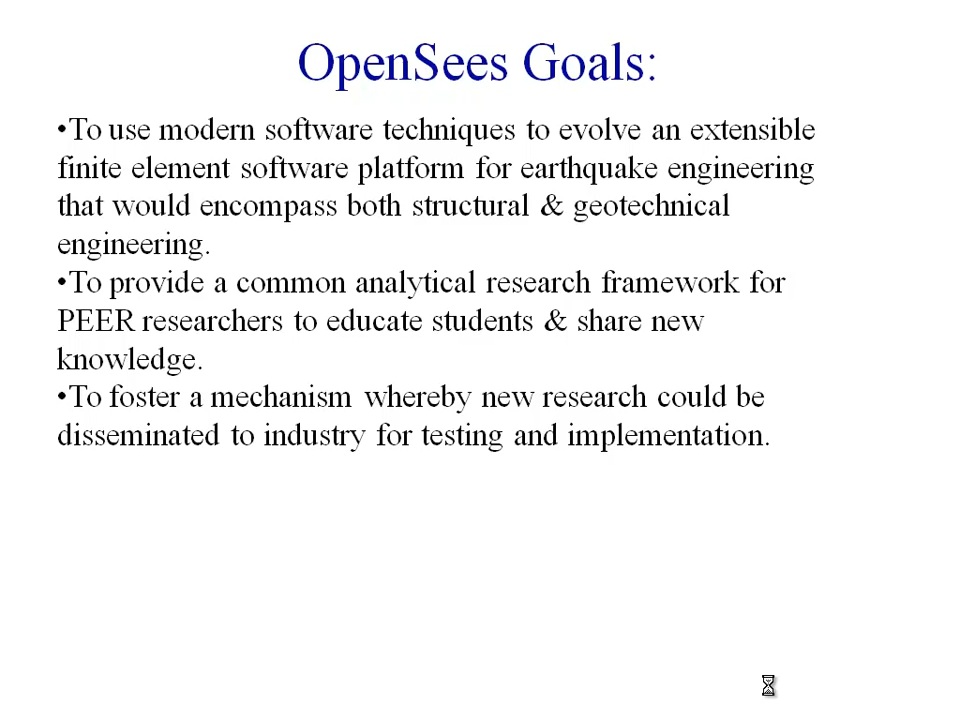 OpenSees Goals:
•To use modern software techniques to evolve an extensible
finite element software platform for earthquake engineering
that would encompass both structural & geotechnical
engineering.
•To provide a common analytical research framework for
PEER researchers to educate students & share new
knowledge.
•To foster a mechanism whereby new research could be
disseminated to industry for testing and implementation.